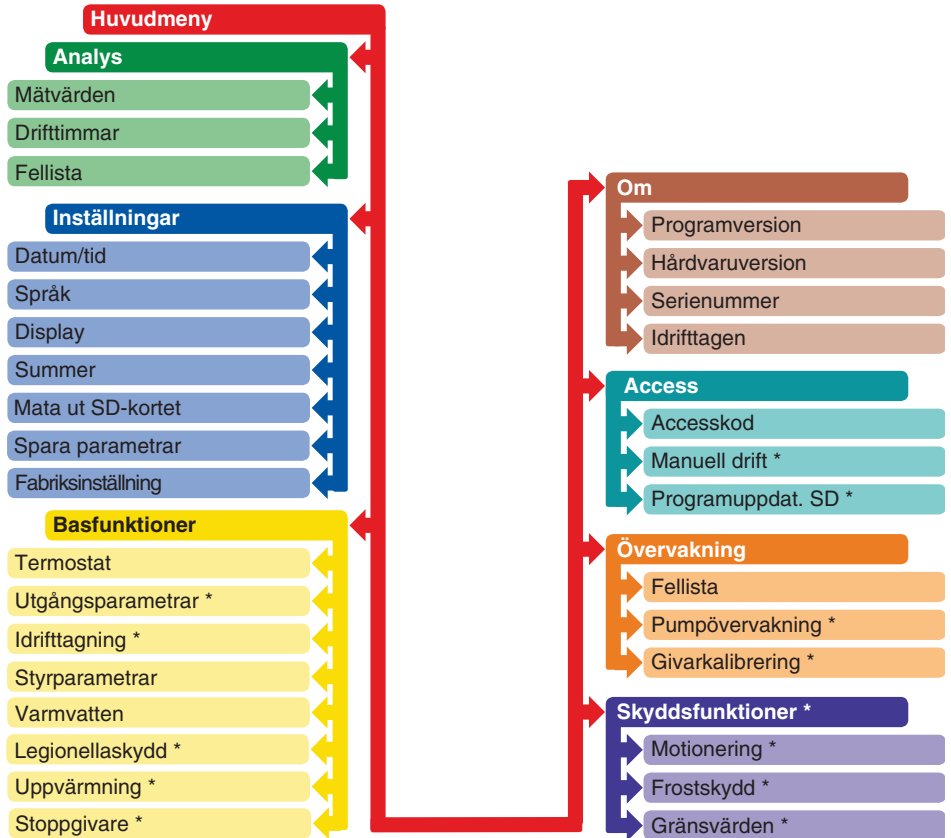 Huvudmeny
Analys
Mätvärden
Drifttimmar
Fellista
Inställningar
Datum/tid
Språk
Display
Summer
Mata ut SD-kortet
Spara parametrar
Fabriksinställning
Basfunktioner
Termostat
Utgångsparametrar *
Idrifttagning *
Styrparametrar
Varmvatten
Legionellaskydd *
Uppvärmning *
Stoppgivare *
Om
Programversion
Hårdvaruversion
Serienummer
Idrifttagen
Access
Accesskod
Manuell drift *
Programuppdat. SD *
Övervakning
Fellista
Pumpövervakning *
Givarkalibrering *
Skyddsfunktioner *
Motionering *
Frostskydd *
Gränsvärden *